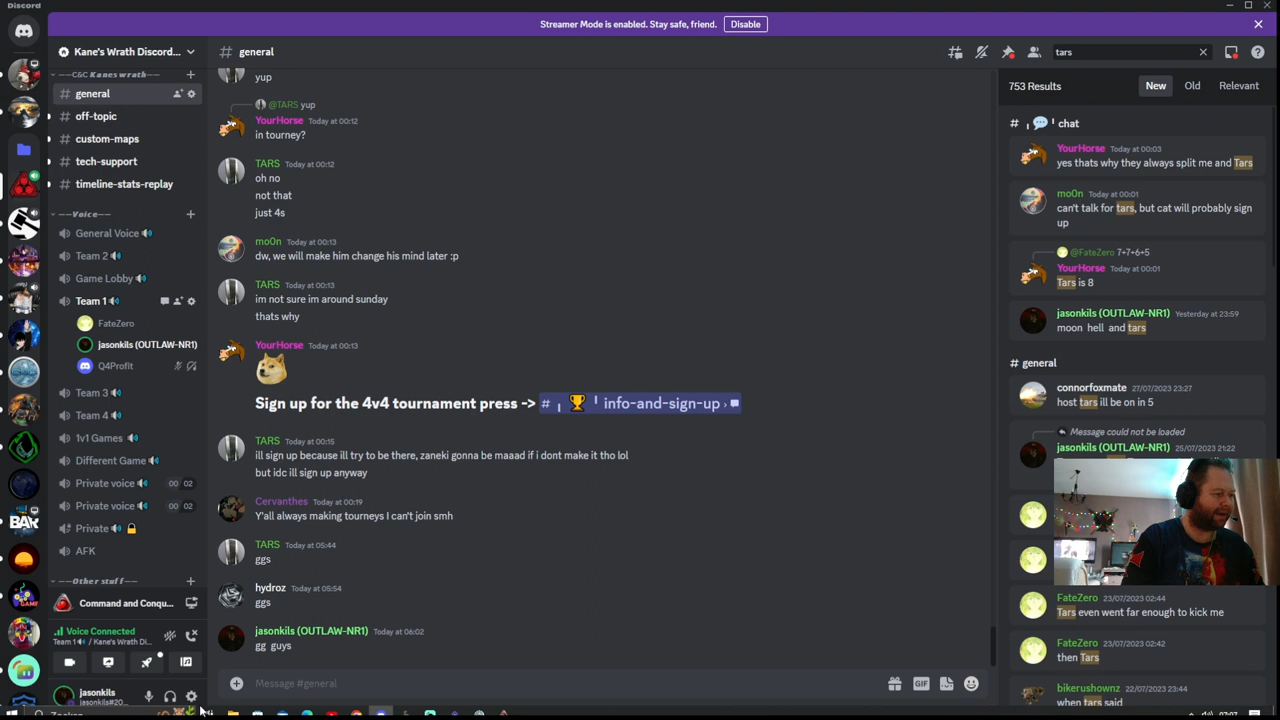 Discord
Streamer Mode is enabled. Stay safe, friend.
Disable
Kane's Wrath Discord...
# general
tars
C&C Kanes wrath
general
off-topic
custom-maps
tech-support
timeline-stats-replay
Voice
General Voice
Team 2
Game Lobby
Team 1
FateZero
jasonkils (OUTLAW-NR1)
Q4Profit
Team 3
Team 4
1v1 Games
Different Game
Private voice 00 02
Private voice 00 02
Private
AFK
Other stuff
Command and Conqu...
Voice Connected
Team 1 / Kane's Wrath Di...
jasonkils
jasonkils#20...
yup
@TARS yup
YourHorse Today at 00:12
in tourney?
TARS Today at 00:12
oh no
not that
just 4s
mo0n Today at 00:13
dw, we will make him change his mind later :p
TARS Today at 00:13
im not sure im around sunday
thats why
YourHorse Today at 00:13
Sign up for the 4v4 tournament press -> # info-and-sign-up
TARS Today at 00:15
ill sign up because ill try to be there, zaneki gonna be maaad if i dont make it tho lol
but idc ill sign up anyway
Cervanthes Today at 00:19
Y'all always making tourneys I can't join smh
TARS Today at 05:44
ggs
hydroz Today at 05:54
ggs
jasonkils (OUTLAW-NR1) Today at 06:02
gg guys
Message #general
GIF
753 Results
New
Old
Relevant
# chat
YourHorse Today at 00:03
yes thats why they always split me and Tars
mo0n Today at 00:01
can't talk for tars, but cat will probably sign
up
@FateZero 7+7+6+5
YourHorse Today at 00:01
Tars is 8
jasonkils (OUTLAW-NR1) Yesterday at 23:59
moon hell and tars
# general
connorfoxmate 27/07/2023 23:27
host tars ill be on in 5
Message could not be loaded
jasonkils (OUTLAW-NR1) 25/07/2023 21:22
FateZero 23/07/2023 02:44
Tars even went far enough to kick me
FateZero 23/07/2023 02:42
then Tars
bikerushownz 22/07/2023 23:44
when tars said